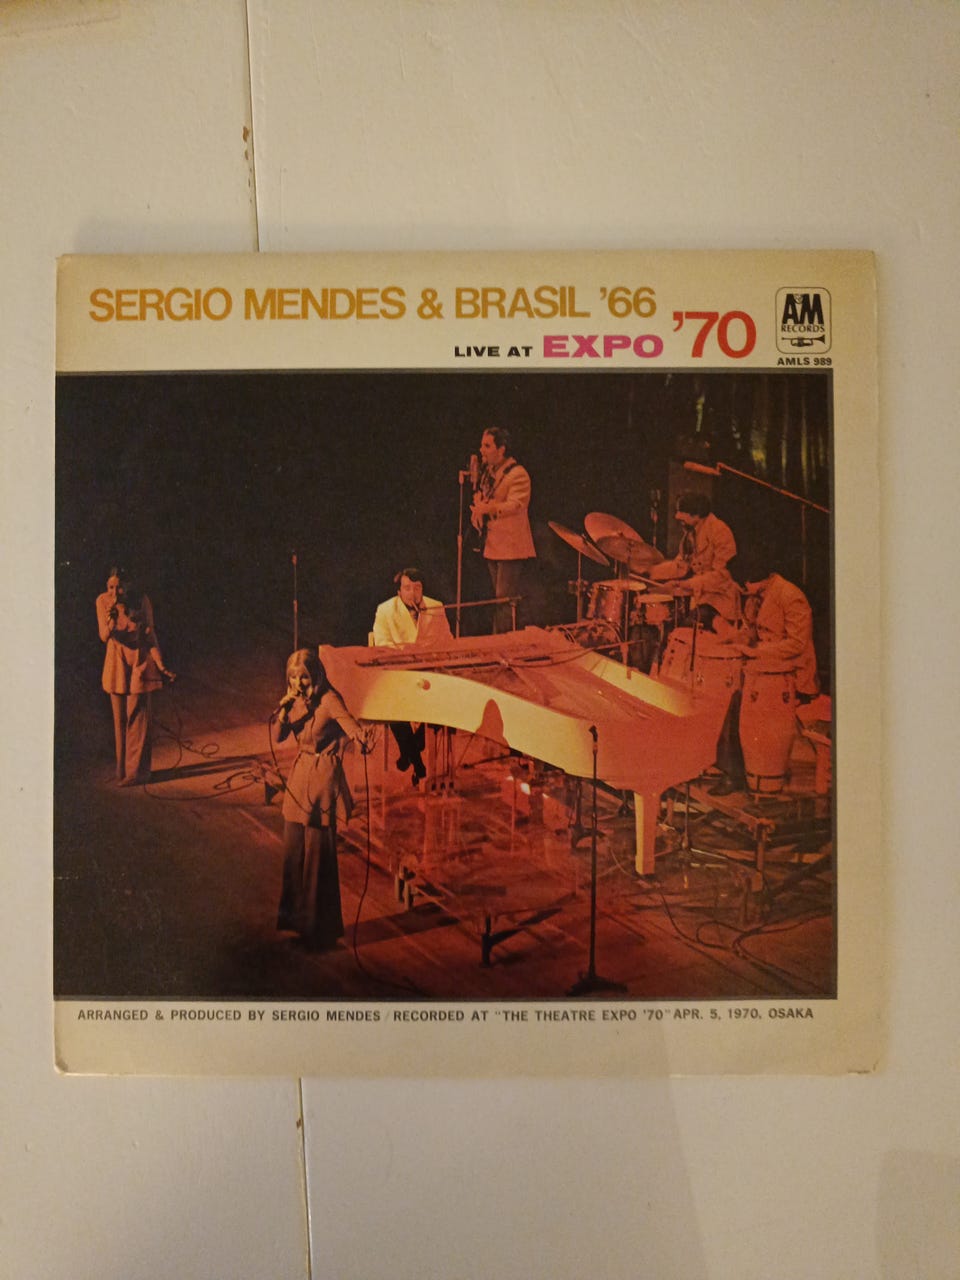 SERGIO MENDES & BRASIL '66
LIVE AT EXPO '70
A&M
RECORDS
AMLS 989
ARRANGED & PRODUCED BY SERGIO MENDES / RECORDED AT "THE THEATRE EXPO '70" APR. 5, 1970, OSAKA